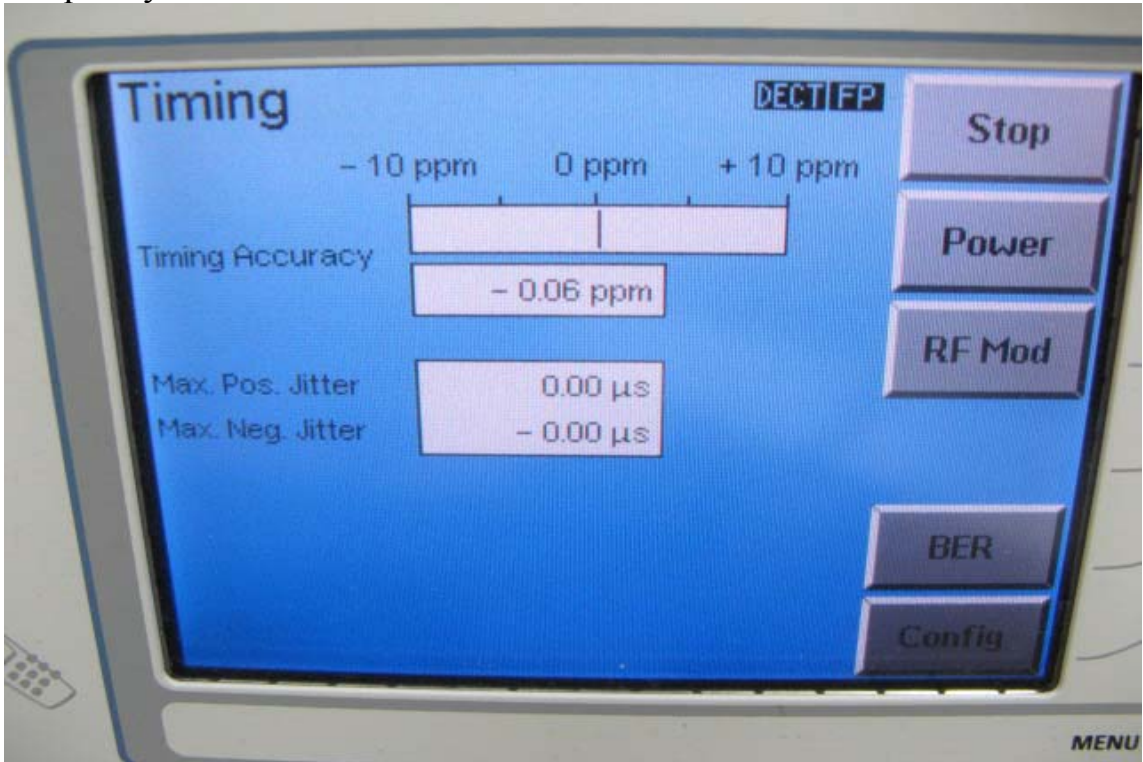 Timing
DECT FP
Stop
– 10 ppm 0 ppm + 10 ppm
Power
Timing Accuracy
– 0.06 ppm
RF Mod
Max. Pos. Jitter 0.00 µs
Max. Neg. Jitter – 0.00 µs
BER
Config
MENU